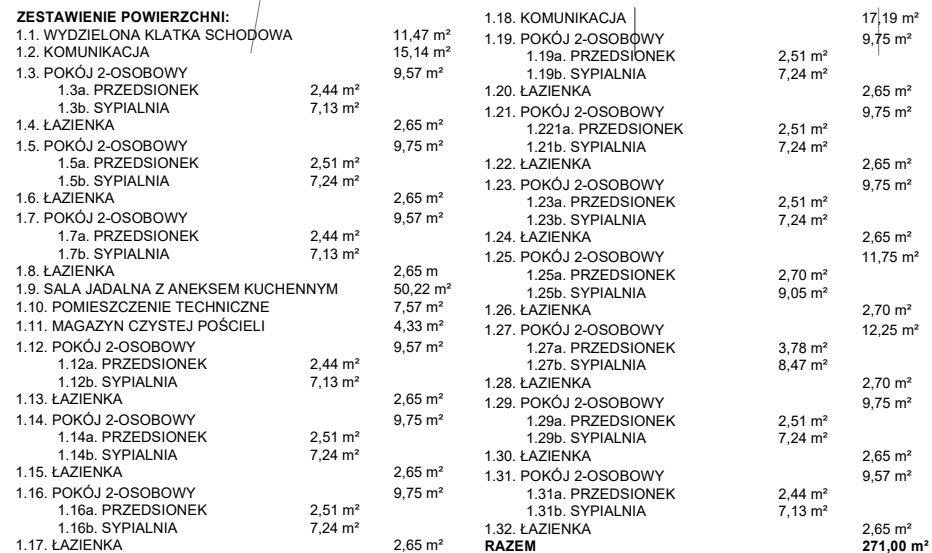 ZESTAWIENIE POWIERZCHNI:
1.1. WYDZIELONA KLATKA SCHODOWA 11,47 m²
1.2. KOMUNIKACJA 15,14 m²
1.3. POKÓJ 2-OSOBOWY 9,57 m²
1.3a. PRZEDSIONEK 2,44 m²
1.3b. SYPIALNIA 7,13 m²
1.4. ŁAZIENKA 2,65 m²
1.5. POKÓJ 2-OSOBOWY 9,75 m²
1.5a. PRZEDSIONEK 2,51 m²
1.5b. SYPIALNIA 7,24 m²
1.6. ŁAZIENKA 2,65 m²
1.7. POKÓJ 2-OSOBOWY 9,57 m²
1.7a. PRZEDSIONEK 2,44 m²
1.7b. SYPIALNIA 7,13 m²
1.8. ŁAZIENKA 2,65 m
1.9. SALA JADALNA Z ANEKSEM KUCHENNYM 50,22 m²
1.10. POMIESZCZENIE TECHNICZNE 7,57 m²
1.11. MAGAZYN CZYSTEJ POŚCIELI 4,33 m²
1.12. POKÓJ 2-OSOBOWY 9,57 m²
1.12a. PRZEDSIONEK 2,44 m²
1.12b. SYPIALNIA 7,13 m²
1.13. ŁAZIENKA 2,65 m²
1.14. POKÓJ 2-OSOBOWY 9,75 m²
1.14a. PRZEDSIONEK 2,51 m²
1.14b. SYPIALNIA 7,24 m²
1.15. ŁAZIENKA 2,65 m²
1.16. POKÓJ 2-OSOBOWY 9,75 m²
1.16a. PRZEDSIONEK 2,51 m²
1.16b. SYPIALNIA 7,24 m²
1.17. ŁAZIENKA 2,65 m²
1.18. KOMUNIKACJA 17,19 m²
1.19. POKÓJ 2-OSOBOWY 9,75 m²
1.19a. PRZEDSIONEK 2,51 m²
1.19b. SYPIALNIA 7,24 m²
1.20. ŁAZIENKA 2,65 m²
1.21. POKÓJ 2-OSOBOWY 9,75 m²
1.221a. PRZEDSIONEK 2,51 m²
1.21b. SYPIALNIA 7,24 m²
1.22. ŁAZIENKA 2,65 m²
1.23. POKÓJ 2-OSOBOWY 9,75 m²
1.23a. PRZEDSIONEK 2,51 m²
1.23b. SYPIALNIA 7,24 m²
1.24. ŁAZIENKA 2,65 m²
1.25. POKÓJ 2-OSOBOWY 11,75 m²
1.25a. PRZEDSIONEK 2,70 m²
1.25b. SYPIALNIA 9,05 m²
1.26. ŁAZIENKA 2,70 m²
1.27. POKÓJ 2-OSOBOWY 12,25 m²
1.27a. PRZEDSIONEK 3,78 m²
1.27b. SYPIALNIA 8,47 m²
1.28. ŁAZIENKA 2,70 m²
1.29. POKÓJ 2-OSOBOWY 9,75 m²
1.29a. PRZEDSIONEK 2,51 m²
1.29b. SYPIALNIA 7,24 m²
1.30. ŁAZIENKA 2,65 m²
1.31. POKÓJ 2-OSOBOWY 9,57 m²
1.31a. PRZEDSIONEK 2,44 m²
1.31b. SYPIALNIA 7,13 m²
1.32. ŁAZIENKA 2,65 m²
RAZEM 271,00 m²